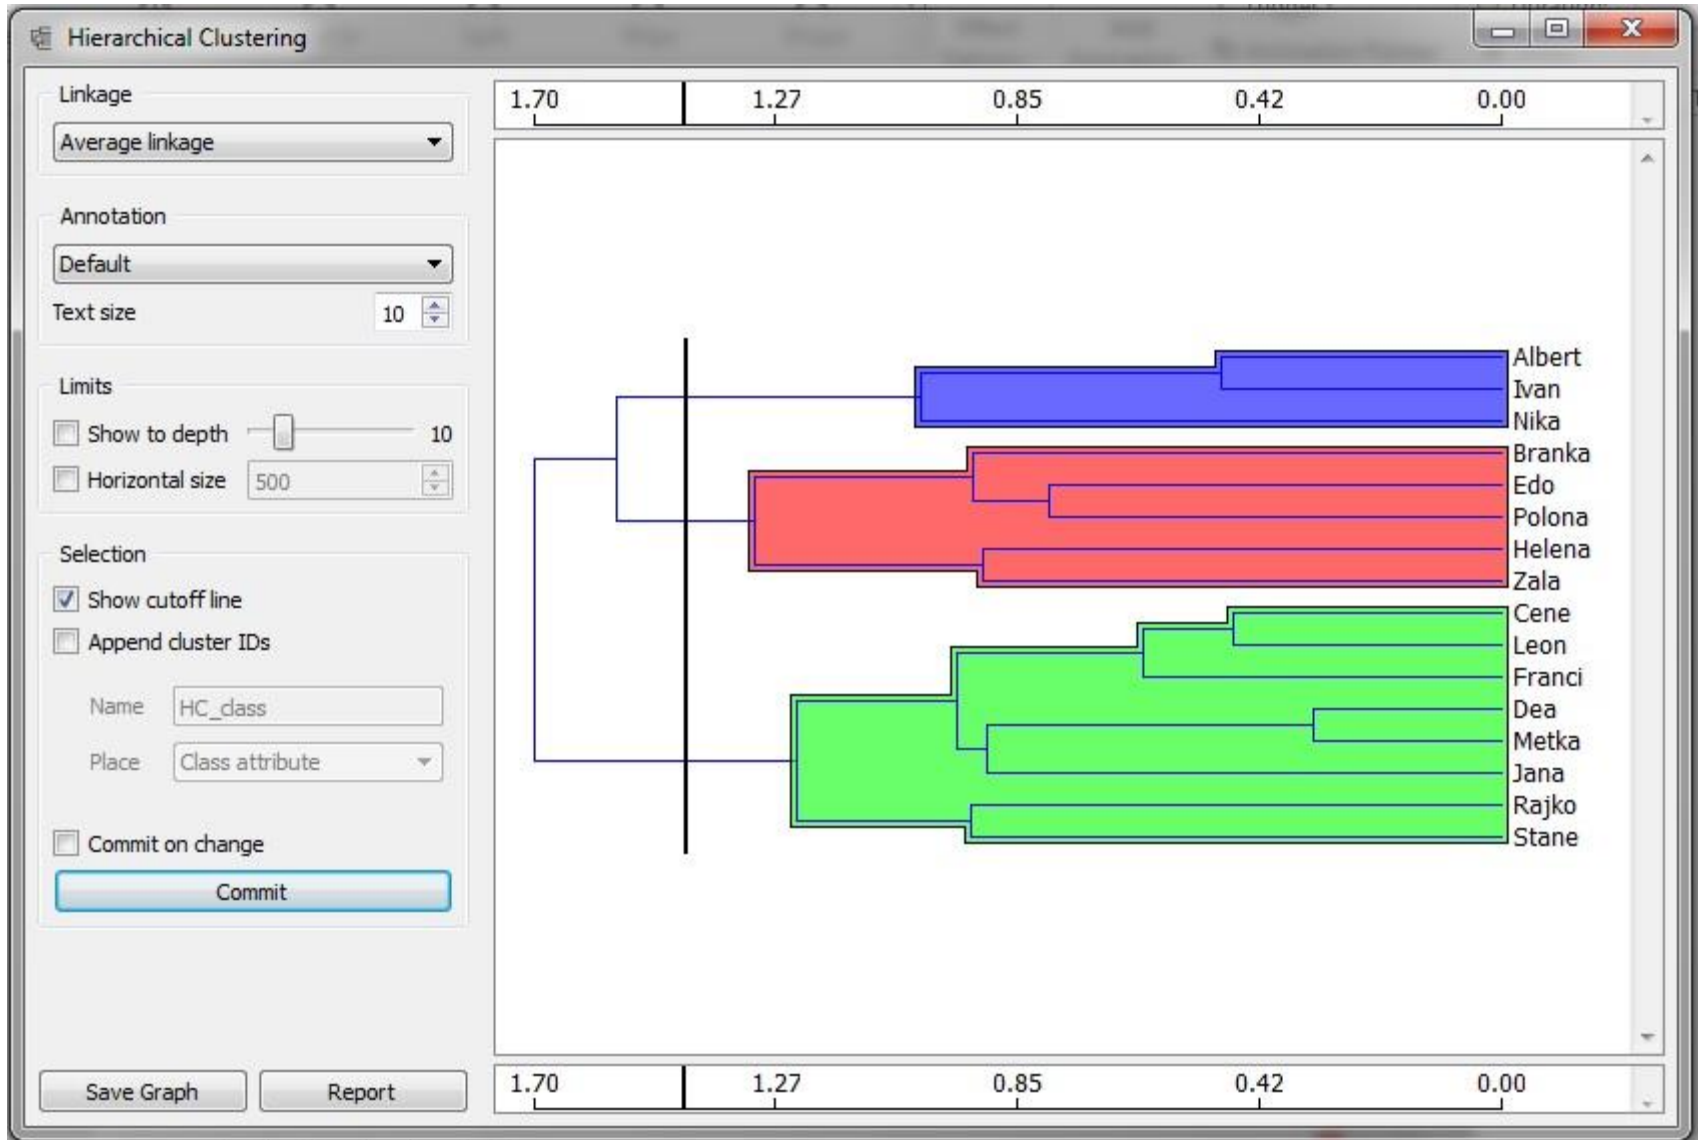 Hierarchical Clustering
Linkage
Average linkage
Annotation
Default
Text size 10
Limits
Show to depth 10
Horizontal size 500
Selection
Show cutoff line
Append cluster IDs
Name HC_class
Place Class attribute
Commit on change
Commit
Save Graph Report
1.70 1.27 0.85 0.42 0.00
Albert
Ivan
Nika
Branka
Edo
Polona
Helena
Zala
Cene
Leon
Franci
Dea
Metka
Jana
Rajko
Stane
1.70 1.27 0.85 0.42 0.00